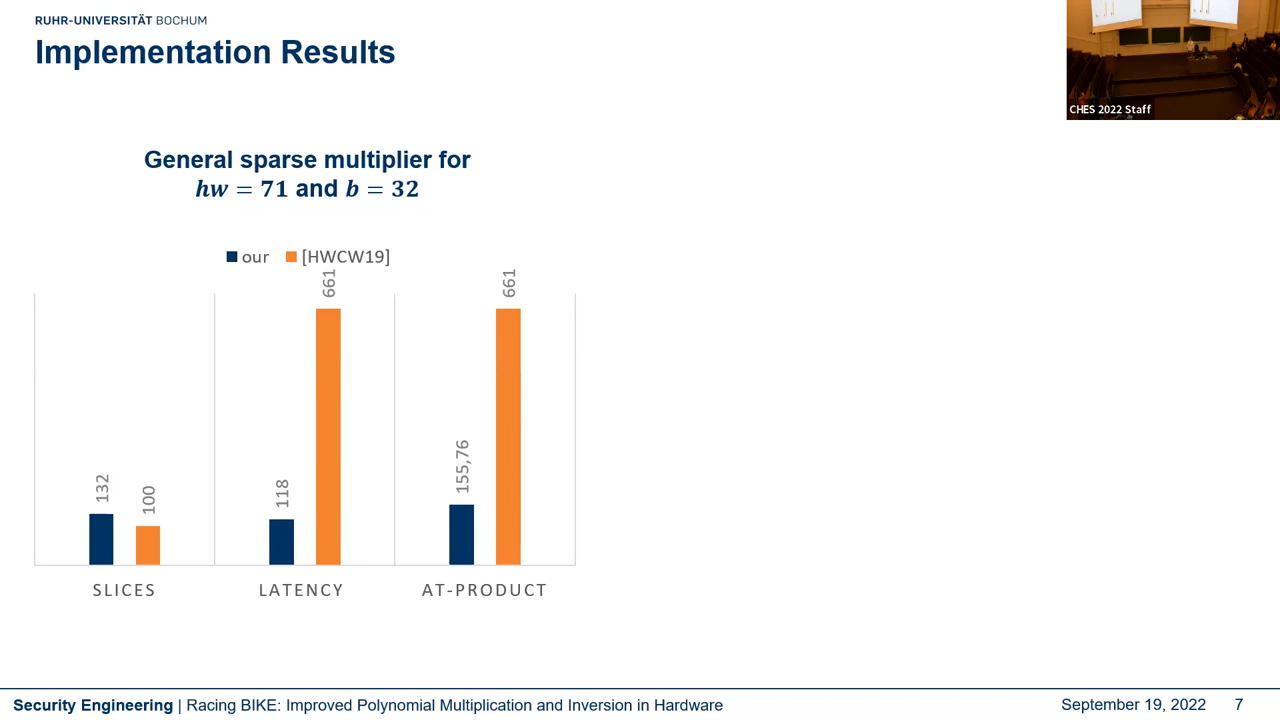 RUHR-UNIVERSITÄT BOCHUM
Implementation Results
CHES 2022 Staff
General sparse multiplier for
hw = 71 and b = 32
our [HWCW19]
132
100
118
661
155,76
661
SLICES LATENCY AT-PRODUCT
Security Engineering | Racing BIKE: Improved Polynomial Multiplication and Inversion in Hardware September 19, 2022 7